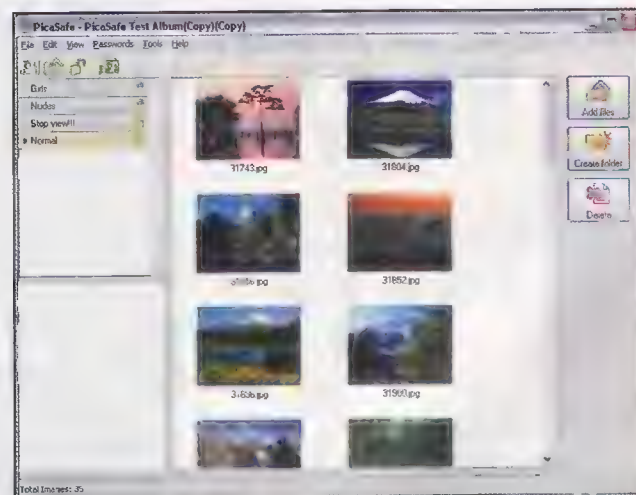 PicaSafe - PicaSafe Test Album(Copy)(Copy)
File Edit View Passwords Tools Help
Girls
Nudes
Stop view!!!
Normal
Add files
Create folder
Delete
31743.jpg
31804.jpg
31852.jpg
31900.jpg
Total Images: 35